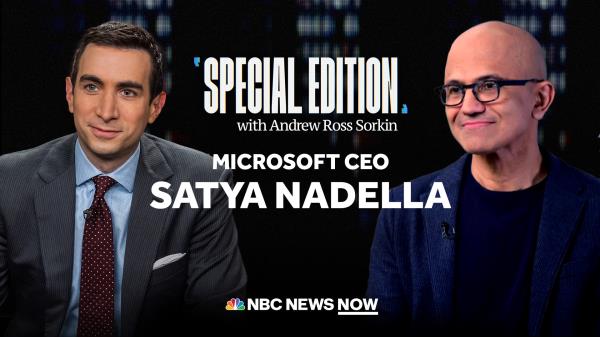 'SPECIAL EDITION,
with Andrew Ross Sorkin
MICROSOFT CEO
SATYA NADELLA
NBC NEWS NOW